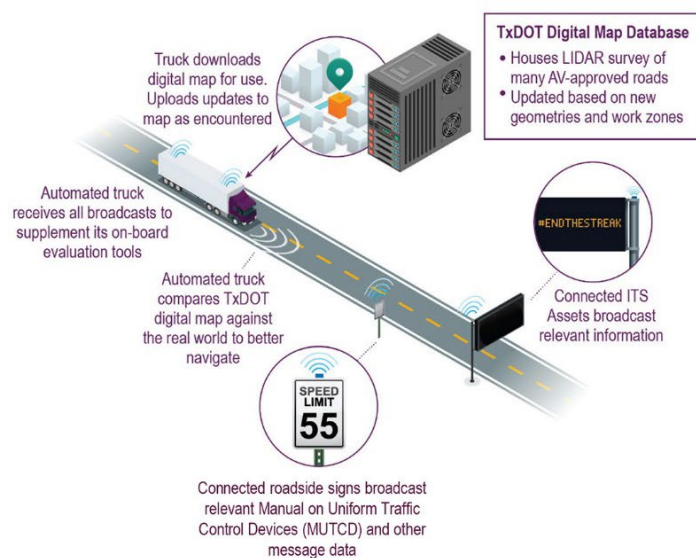 Truck downloads
digital map for use.
Uploads updates to
map as encountered
TxDOT Digital Map Database
• Houses LIDAR survey of
many AV-approved roads
• Updated based on new
geometries and work zones
Automated truck
receives all broadcasts to
supplement its on-board
evaluation tools
#ENDTHESTREAK
Automated truck
compares TxDOT
digital map against
the real world to better
navigate
Connected ITS
Assets broadcast
relevant information
SPEED
LIMIT
55
Connected roadside signs broadcast
relevant Manual on Uniform Traffic
Control Devices (MUTCD) and other
message data